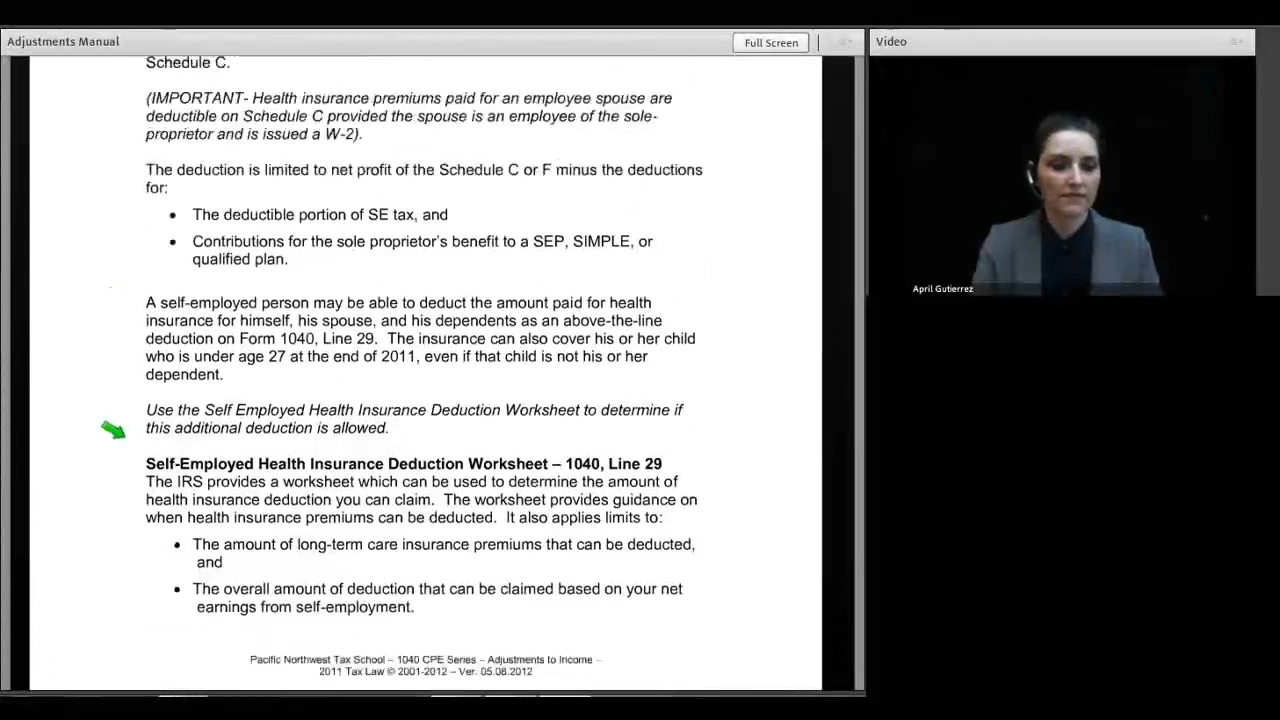 Adjustments Manual
Full Screen
Video
Schedule C.
(IMPORTANT- Health insurance premiums paid for an employee spouse are
deductible on Schedule C provided the spouse is an employee of the sole-
proprietor and is issued a W-2).
The deduction is limited to net profit of the Schedule C or F minus the deductions
for:
• The deductible portion of SE tax, and
• Contributions for the sole proprietor's benefit to a SEP, SIMPLE, or
qualified plan.
A self-employed person may be able to deduct the amount paid for health
insurance for himself, his spouse, and his dependents as an above-the-line
deduction on Form 1040, Line 29. The insurance can also cover his or her child
who is under age 27 at the end of 2011, even if that child is not his or her
dependent.
Use the Self Employed Health Insurance Deduction Worksheet to determine if
this additional deduction is allowed.
Self-Employed Health Insurance Deduction Worksheet – 1040, Line 29
The IRS provides a worksheet which can be used to determine the amount of
health insurance deduction you can claim. The worksheet provides guidance on
when health insurance premiums can be deducted. It also applies limits to:
• The amount of long-term care insurance premiums that can be deducted,
and
• The overall amount of deduction that can be claimed based on your net
earnings from self-employment.
Pacific Northwest Tax School – 1040 CPE Series – Adjustments to Income –
2011 Tax Law © 2001-2012 – Ver. 05.08.2012
April Gutierrez